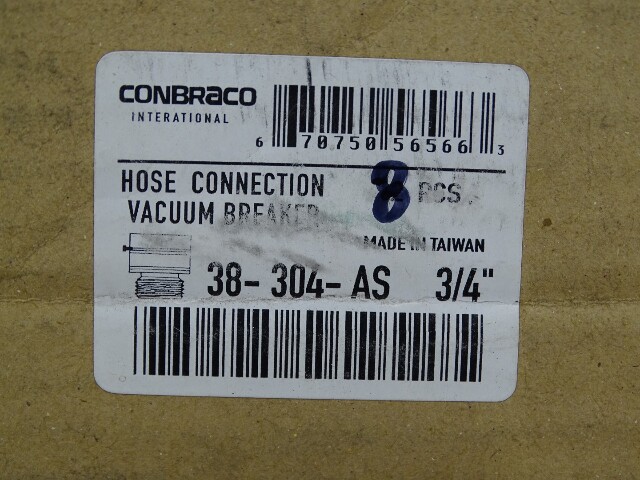 CONBRACO
INTERATIONAL
6 70750 56566 3
HOSE CONNECTION 8 PCS.
VACUUM BREAKER
MADE IN TAIWAN
38-304-AS 3/4"